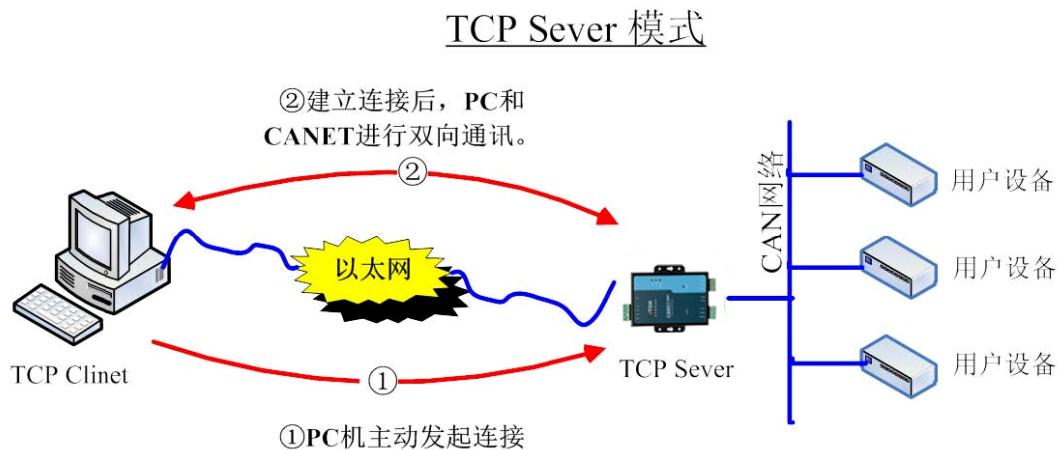 TCP Sever 模式
②建立连接后，PC和
CANET进行双向通讯。
②
以太网
CAN网络
用户设备
用户设备
用户设备
TCP Clinet
TCP Sever
①
①PC机主动发起连接